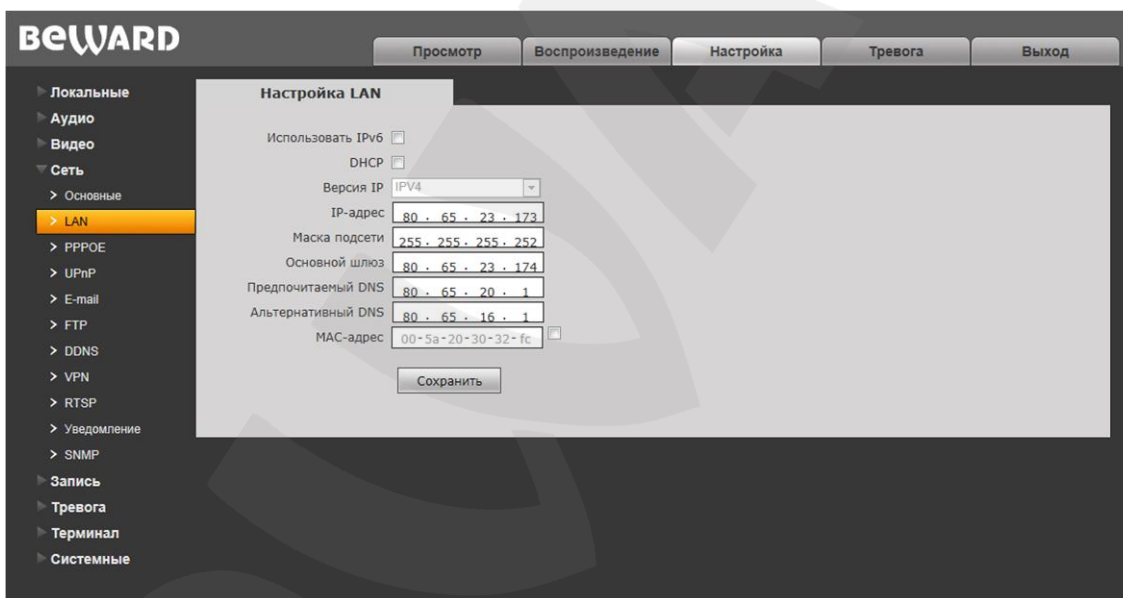 BEWARD
Просмотр Воспроизведение Настройка Тревога Выход
Локальные
Аудио
Видео
Сеть
Основные
LAN
PPPOE
UPnP
E-mail
FTP
DDNS
VPN
RTSP
Уведомление
SNMP
Запись
Тревога
Терминал
Системные
Настройка LAN
Использовать IPv6
DHCP
Версия IP IPV4
IP-адрес 80 . 65 . 23 . 173
Маска подсети 255. 255. 255. 252
Основной шлюз 80 . 65 . 23 . 174
Предпочитаемый DNS 80 . 65 . 20 . 1
Альтернативный DNS 80 . 65 . 16 . 1
MAC-адрес 00-5a-20-30-32-fc
Сохранить